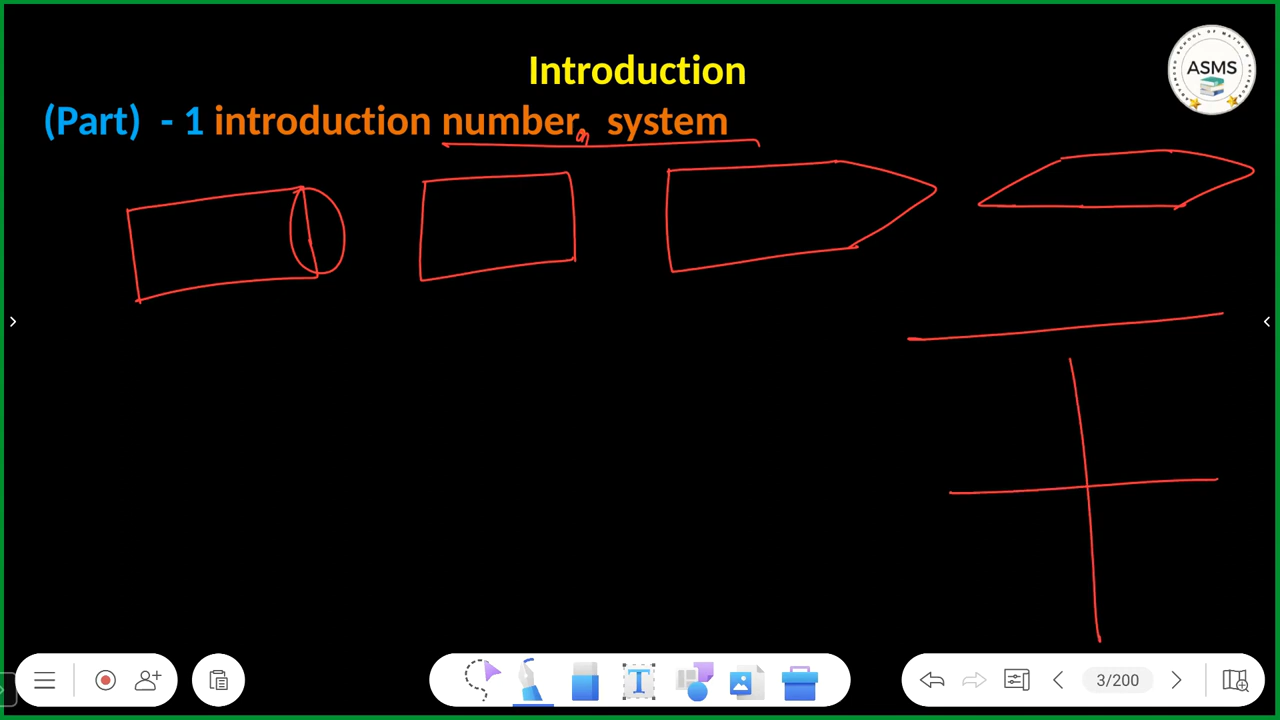 Introduction
(Part) - 1 introduction number system
ASMS
3/200